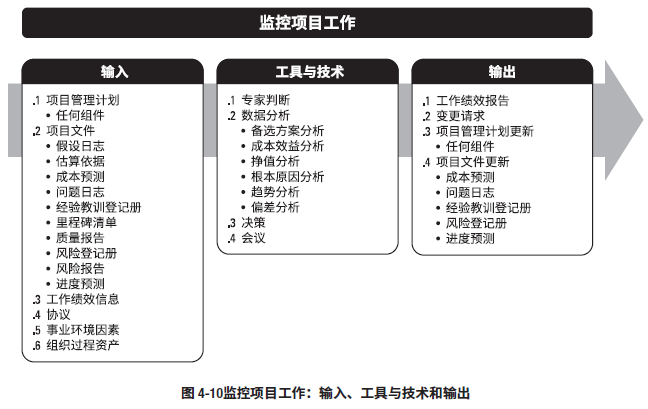 监控项目工作
输入
.1 项目管理计划
• 任何组件
.2 项目文件
• 假设日志
• 估算依据
• 成本预测
• 问题日志
• 经验教训登记册
• 里程碑清单
• 质量报告
• 风险登记册
• 风险报告
• 进度预测
.3 工作绩效信息
.4 协议
.5 事业环境因素
.6 组织过程资产
工具与技术
.1 专家判断
.2 数据分析
• 备选方案分析
• 成本效益分析
• 挣值分析
• 根本原因分析
• 趋势分析
• 偏差分析
.3 决策
.4 会议
输出
.1 工作绩效报告
.2 变更请求
.3 项目管理计划更新
• 任何组件
.4 项目文件更新
• 成本预测
• 问题日志
• 经验教训登记册
• 风险登记册
• 进度预测
图 4-10监控项目工作：输入、工具与技术和输出